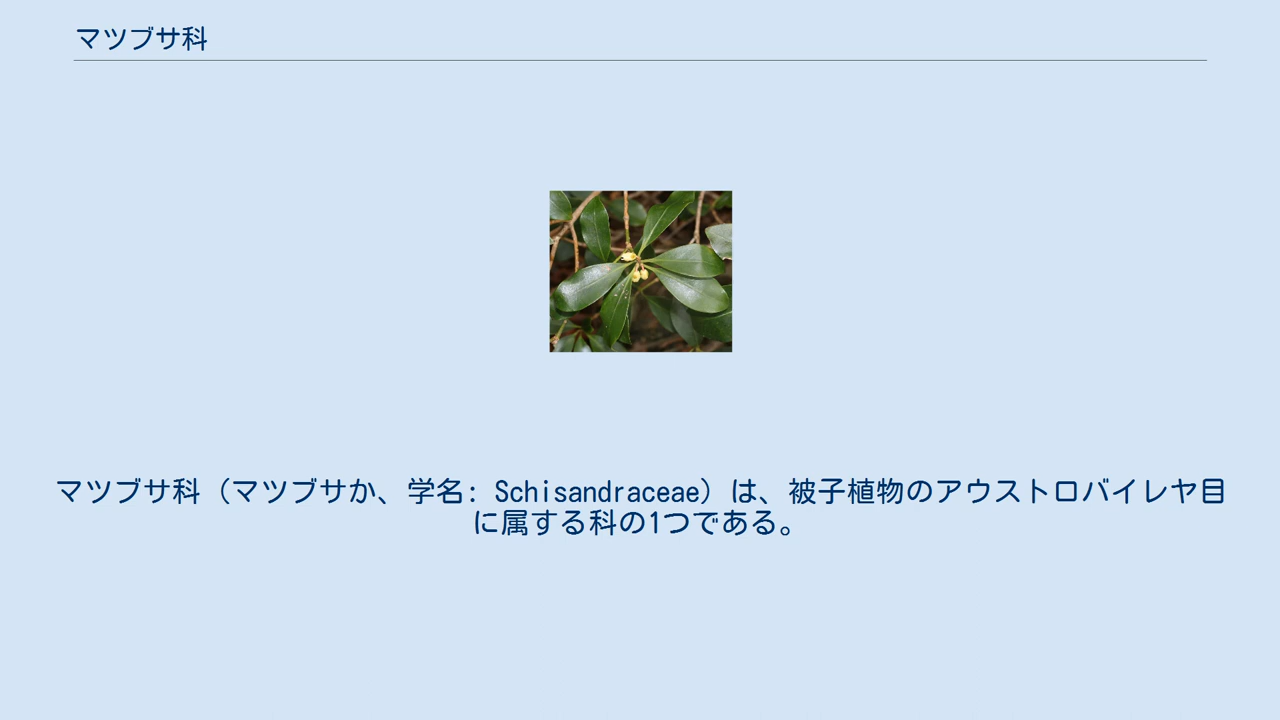 マツブサ科
マツブサ科（マツブサか、学名: Schisandraceae）は、被子植物のアウストロバイレヤ目
に属する科の1つである。